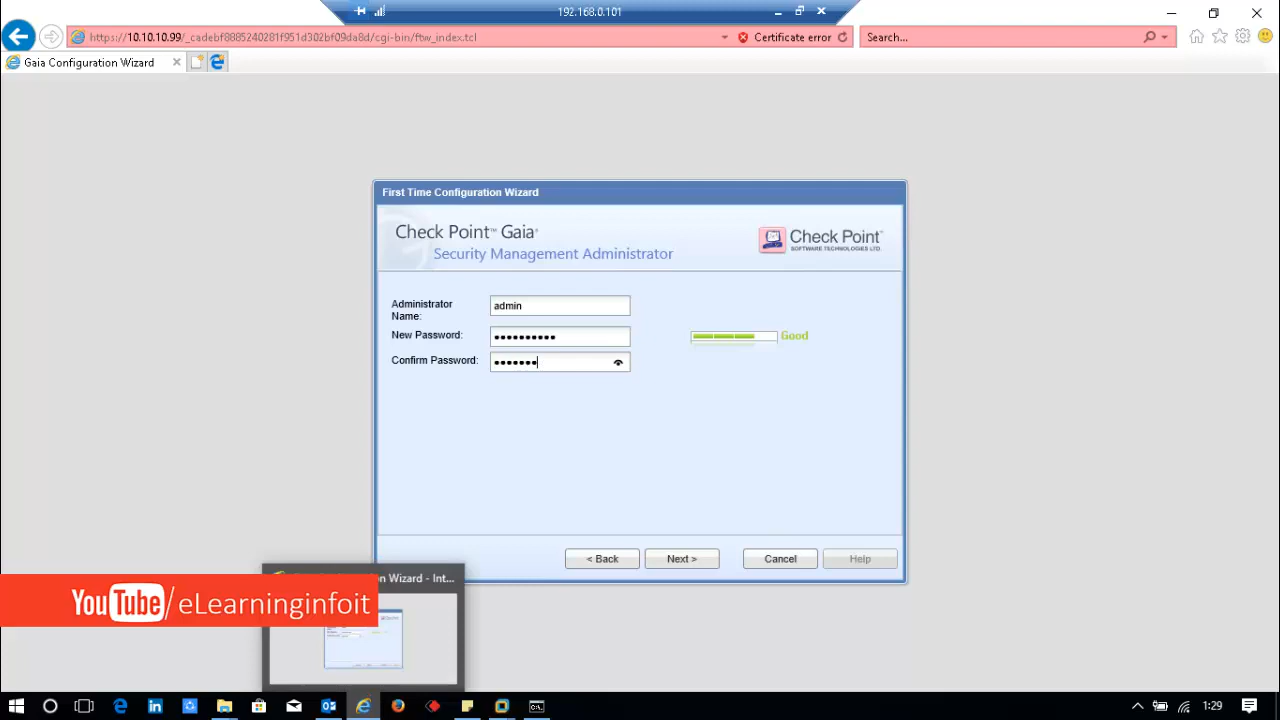 192.168.0.101
https://10.10.10.99/_cadebf8885240281f951d302bf09da8d/cgi-bin/ftw_index.tcl
Certificate error
Search...
Gaia Configuration Wizard
First Time Configuration Wizard
Check Point™ Gaia®
Security Management Administrator
Check Point®
SOFTWARE TECHNOLOGIES LTD.
Administrator
Name:
admin
New Password:
••••••••••
Good
Confirm Password:
•••••••
< Back
Next >
Cancel
Help
on Wizard - Int...
YouTube/eLearninginfoit
1:29